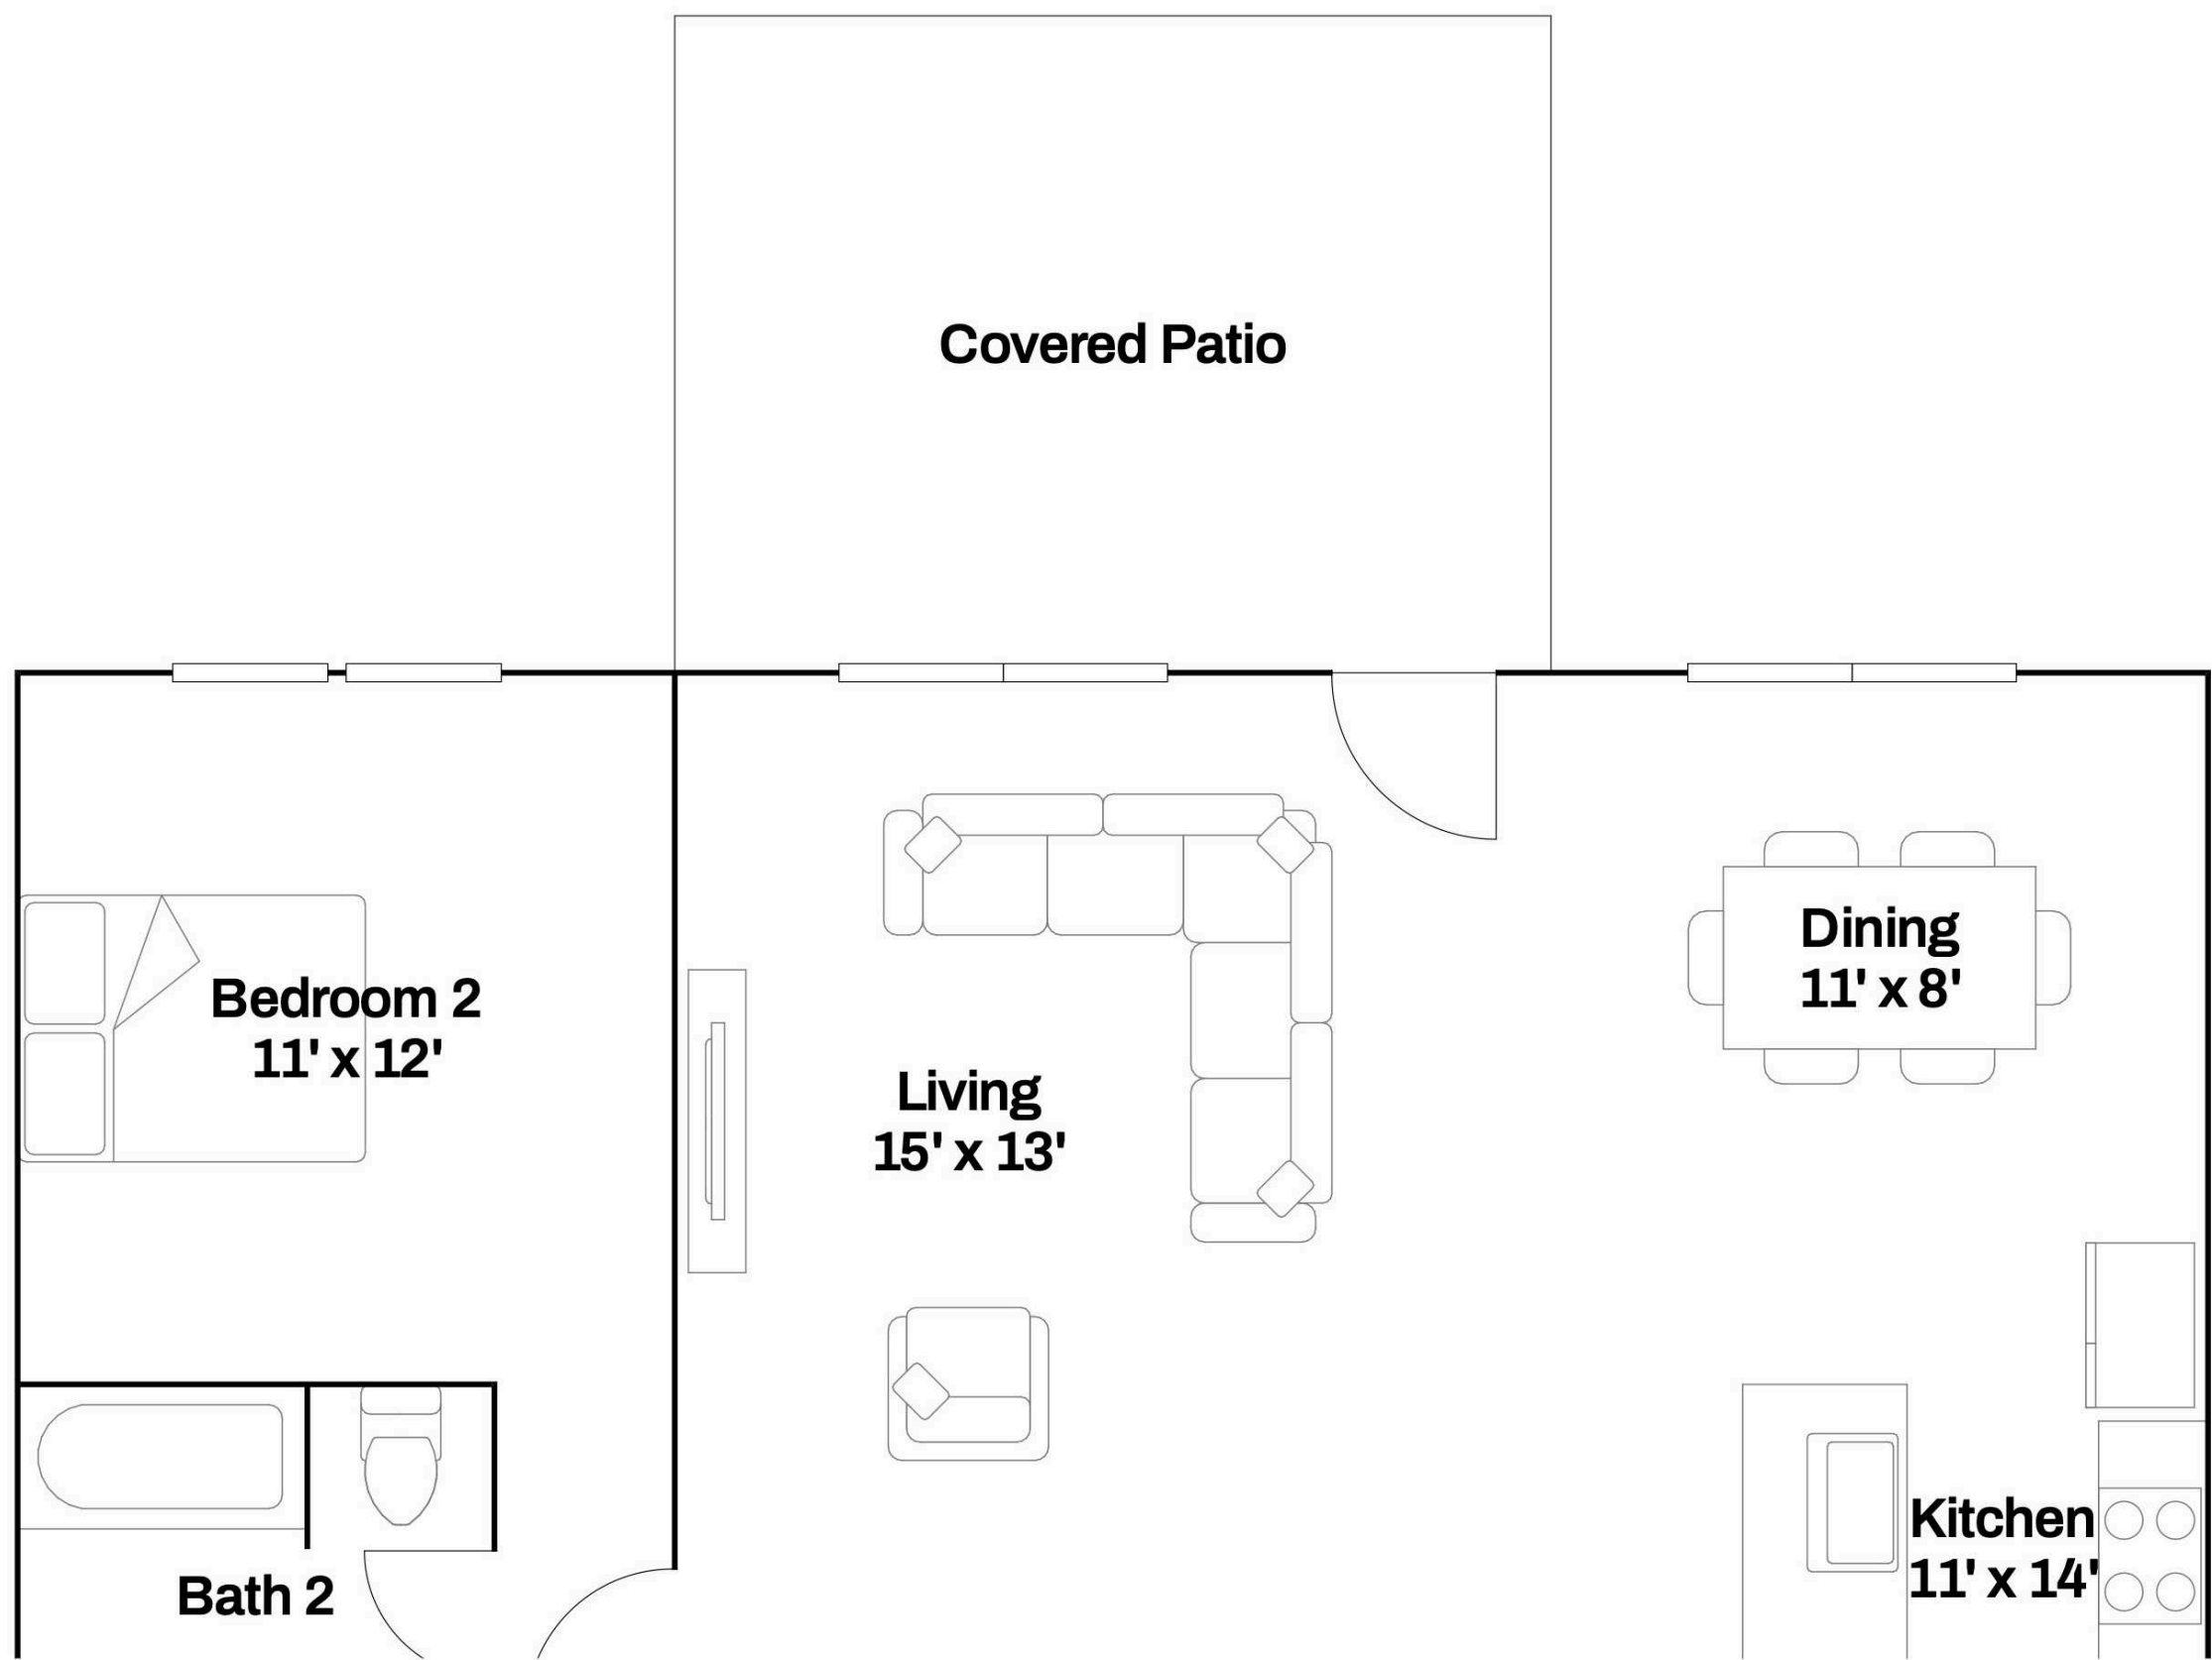 Covered Patio
Dining
11' x 8'
Bedroom 2
11' x 12'
Living
15' x 13'
Kitchen
11' x 14'
Bath 2